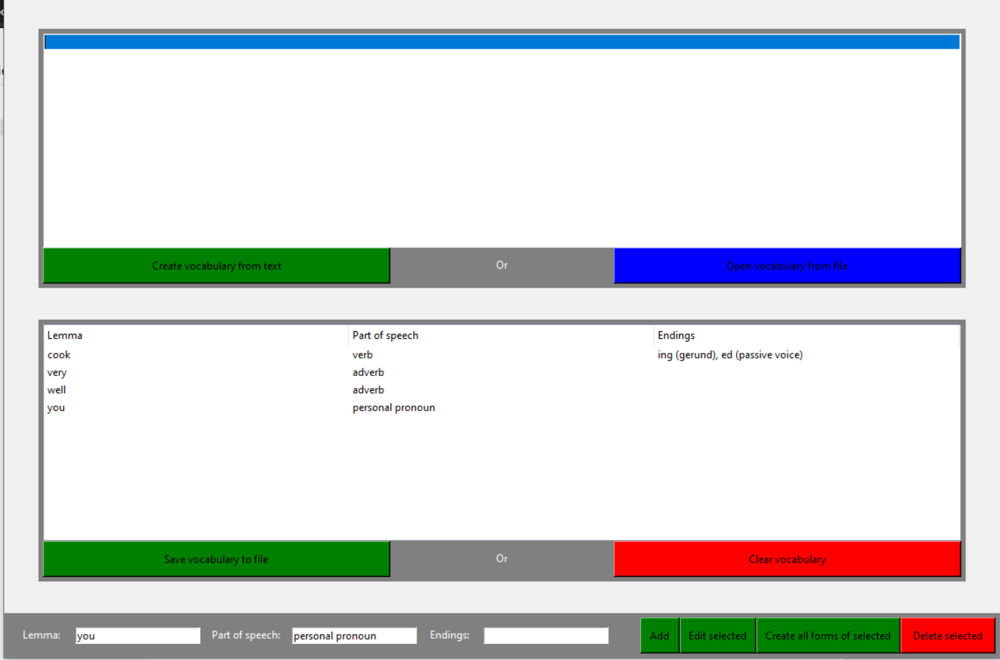 Create vocabulary from text Or Open vocabulary from file
Lemma Part of speech Endings
cook verb ing (gerund), ed (passive voice)
very adverb
well adverb
you personal pronoun
Save vocabulary to file Or Clear vocabulary
Lemma: you Part of speech: personal pronoun Endings: Add Edit selected Create all forms of selected Delete selected